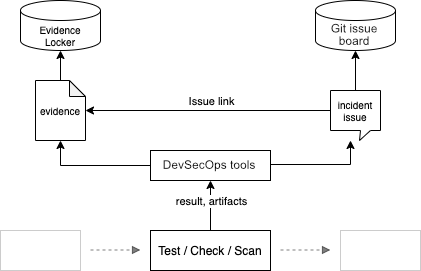 Evidence
Locker
Git issue
board
evidence
Issue link
incident
issue
DevSecOps tools
result, artifacts
Test / Check / Scan